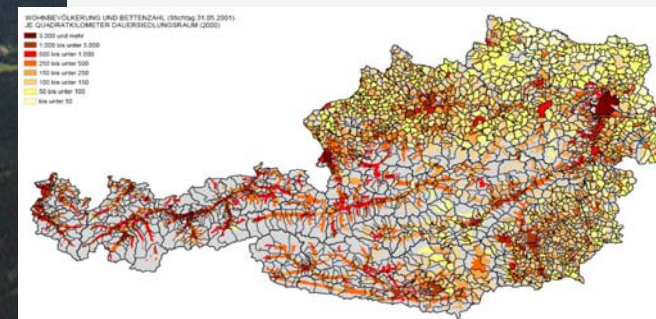 WOHNBEVÖLKERUNG UND BETTENZAHL (Stichtag 31.05.2001)
JE QUADRATKILOMETER DAUERSIEDLUNGSRAUM (2000)
3.000 und mehr
1.000 bis unter 3.000
500 bis unter 1.000
250 bis unter 500
150 bis unter 250
100 bis unter 150
50 bis unter 100
bis unter 50